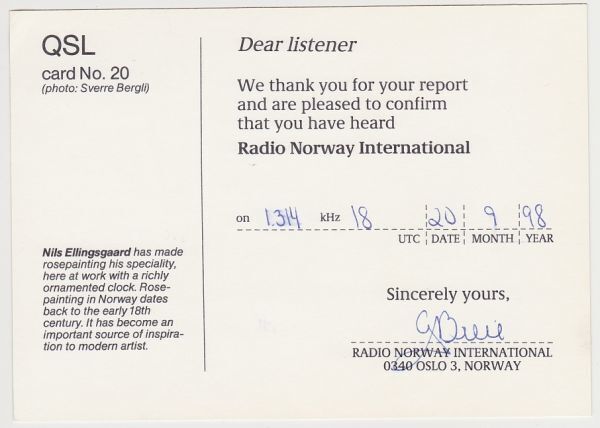 QSL
card No. 20
(photo: Sverre Bergli)
Nils Ellingsgaard has made
rosepainting his speciality,
here at work with a richly
ornamented clock. Rose-
painting in Norway dates
back to the early 18th
century. It has become an
important source of inspira-
tion to modern artist.
Dear listener
We thank you for your report
and are pleased to confirm
that you have heard
Radio Norway International
on 1.314 kHz 18 20 9 98
UTC DATE MONTH YEAR
Sincerely yours,
RADIO NORWAY INTERNATIONAL
0340 OSLO 3, NORWAY